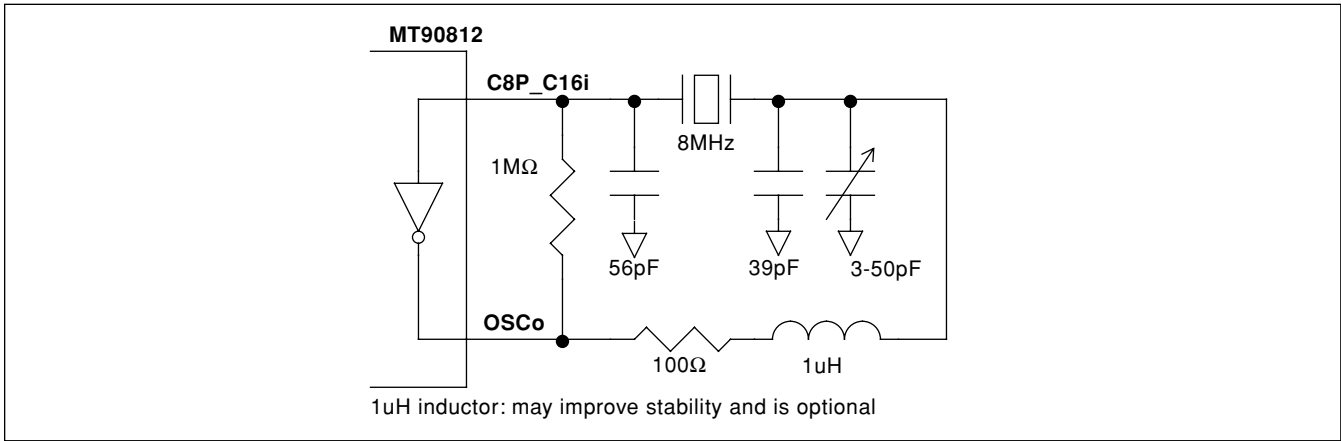 MT90812
C8P_C16i
8MHz
1MΩ
56pF
39pF
3-50pF
OSCo
100Ω
1uH
1uH inductor: may improve stability and is optional